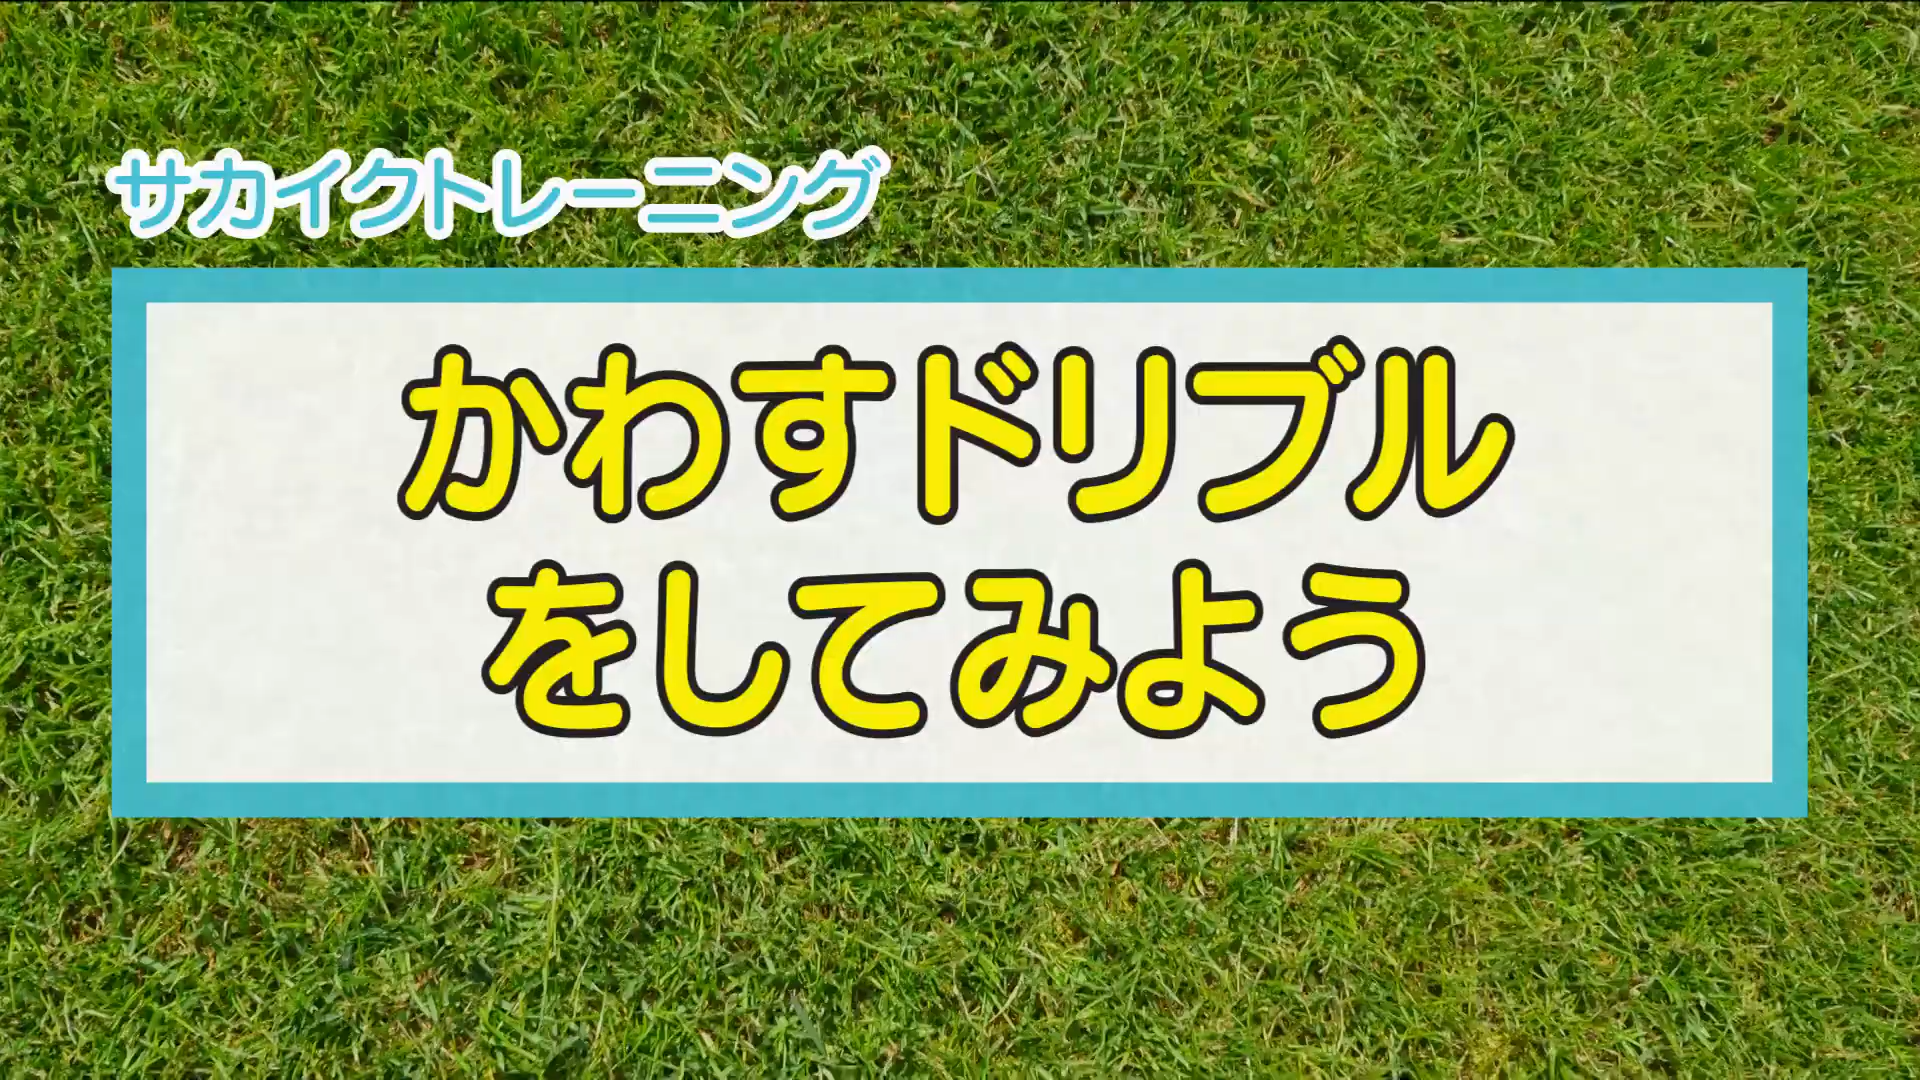 サカイクトレーニング
かわすドリブル
をしてみよう